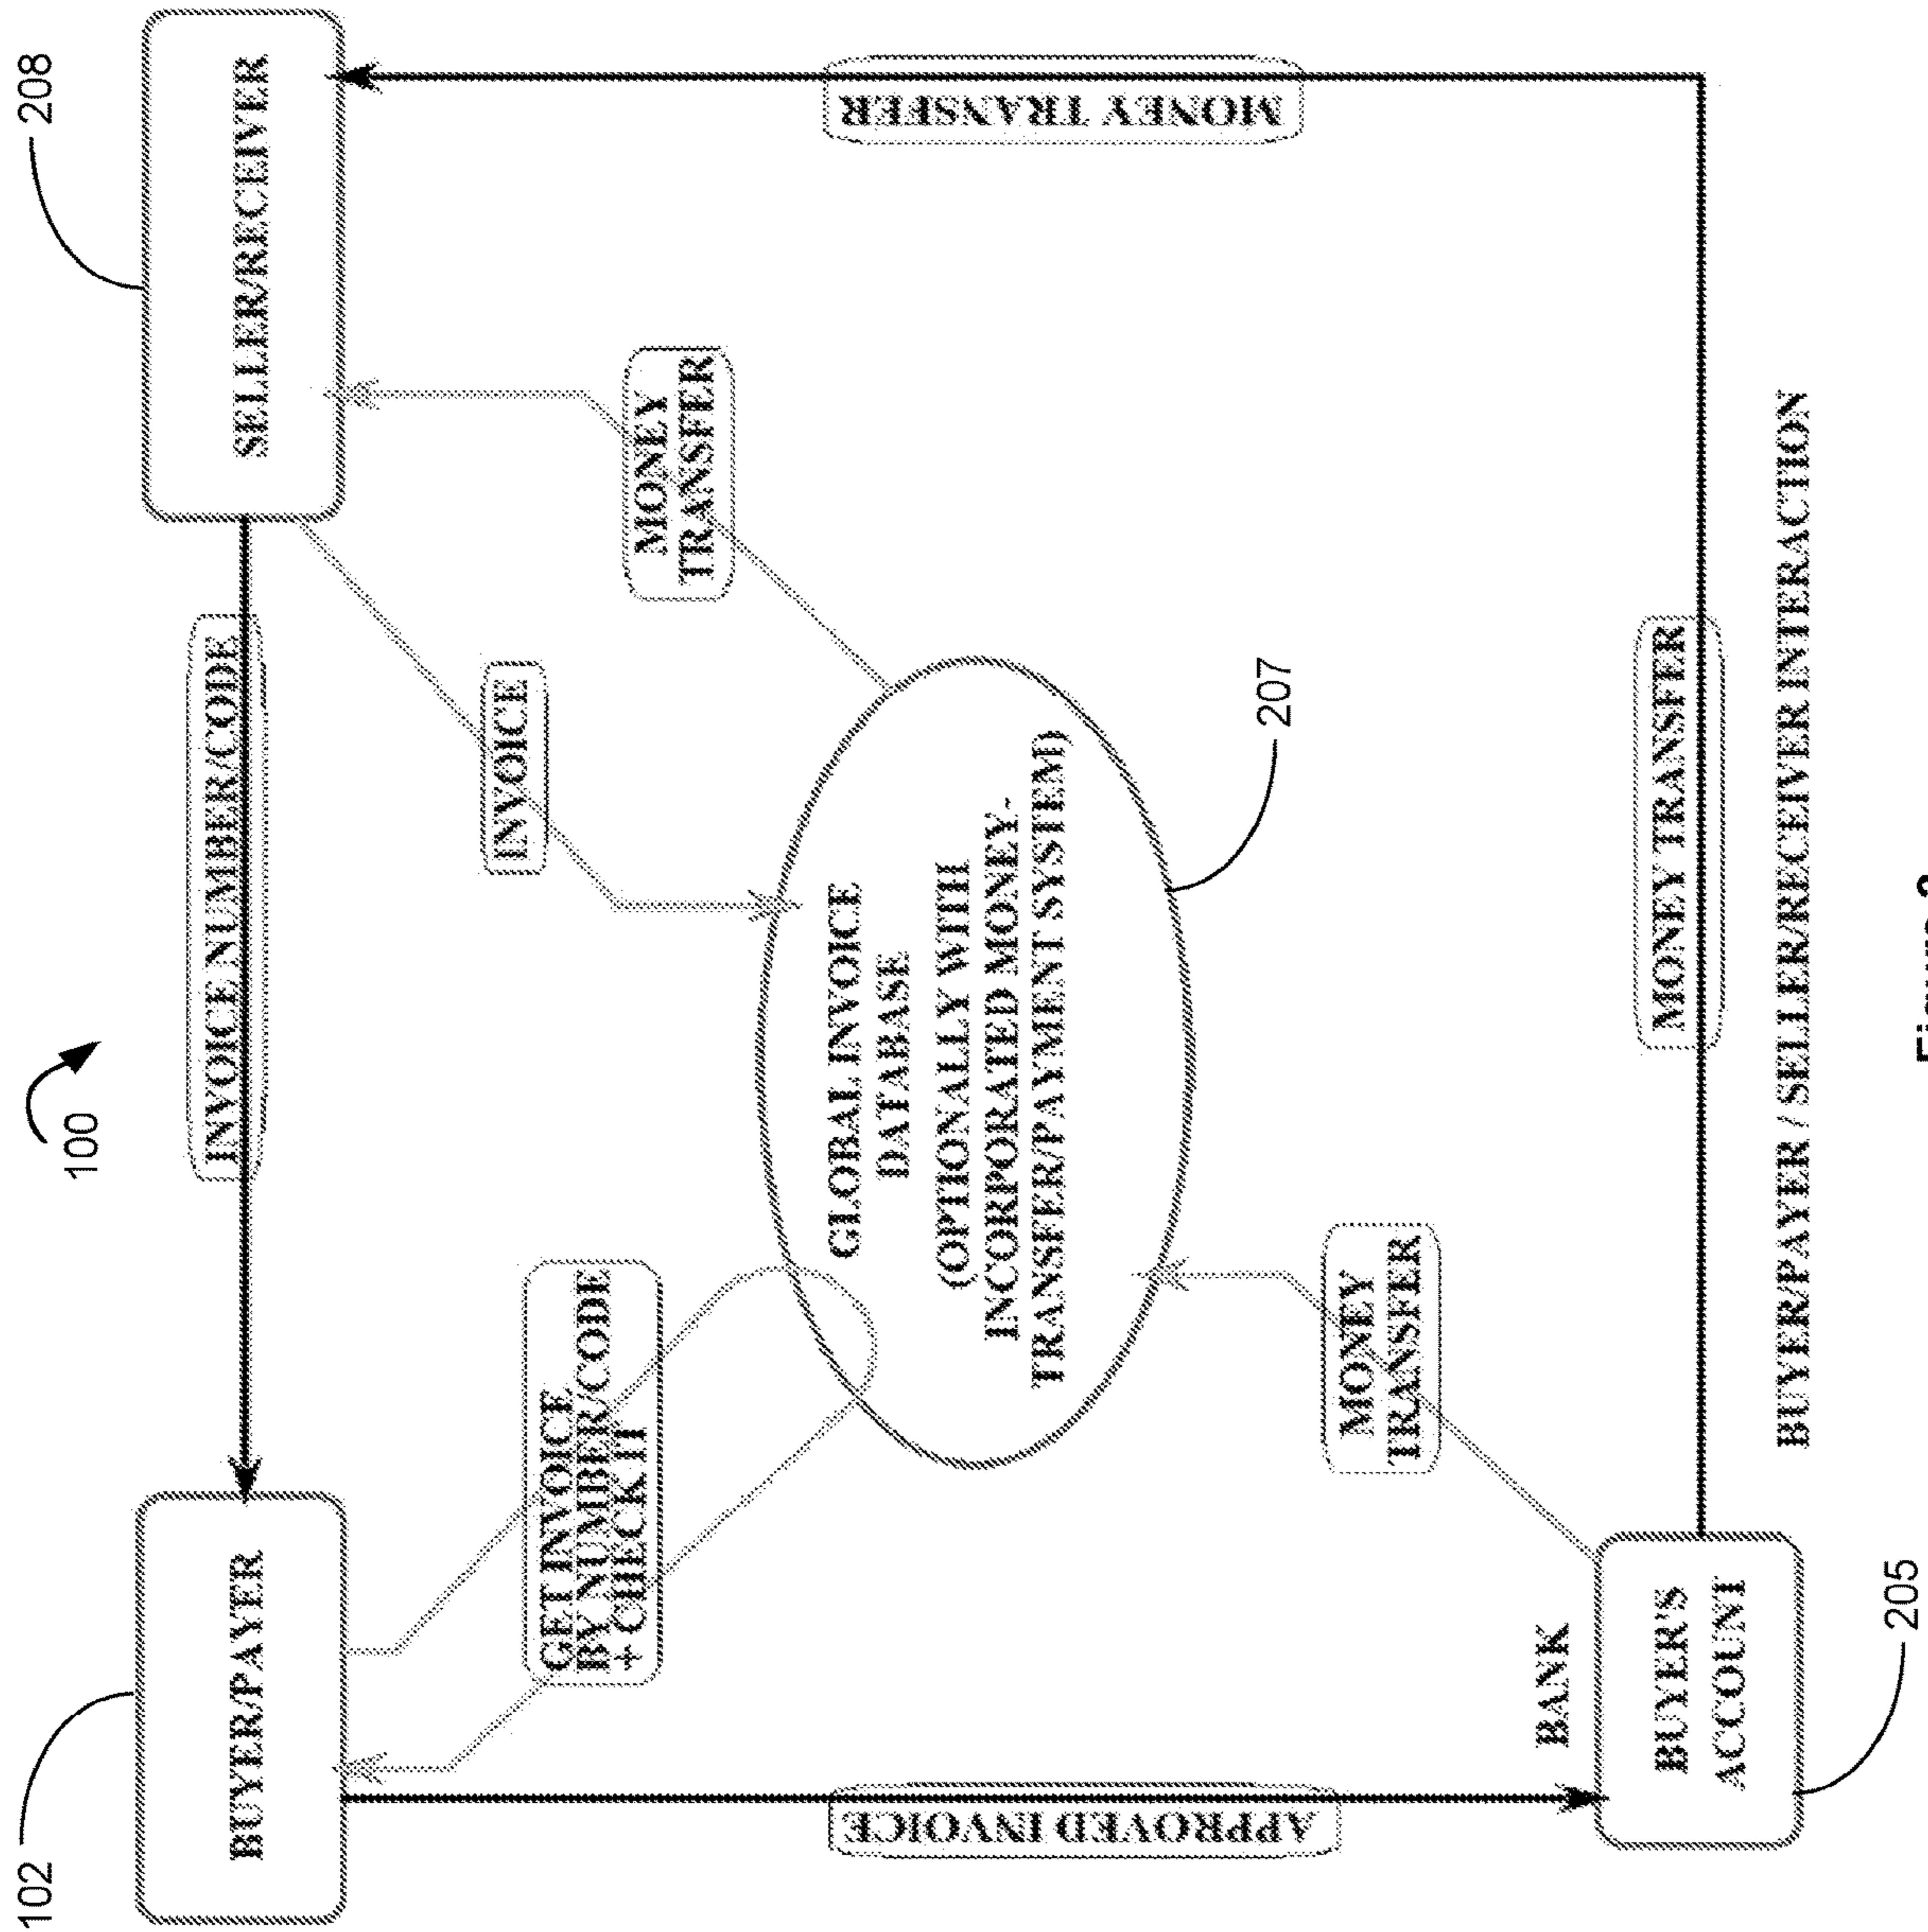 102
100
208
BUYER/PAYER
INVOICE NUMBER/CODE
SELLER/RECEIVER
GET INVOICE
BY NUMBER/CODE
+ CHECK IT
INVOICE
MONEY
TRANSFER
GLOBAL INVOICE
DATABASE
(OPTIONALLY WITH
INCORPORATED MONEY-
TRANSFER/PAYMENT SYSTEM)
APPROVED INVOICE
MONEY TRANSFER
207
MONEY
TRANSFER
BANK
BUYER'S
ACCOUNT
MONEY TRANSFER
205
BUYER/PAYER / SELLER/RECEIVER INTERACTION
Figure